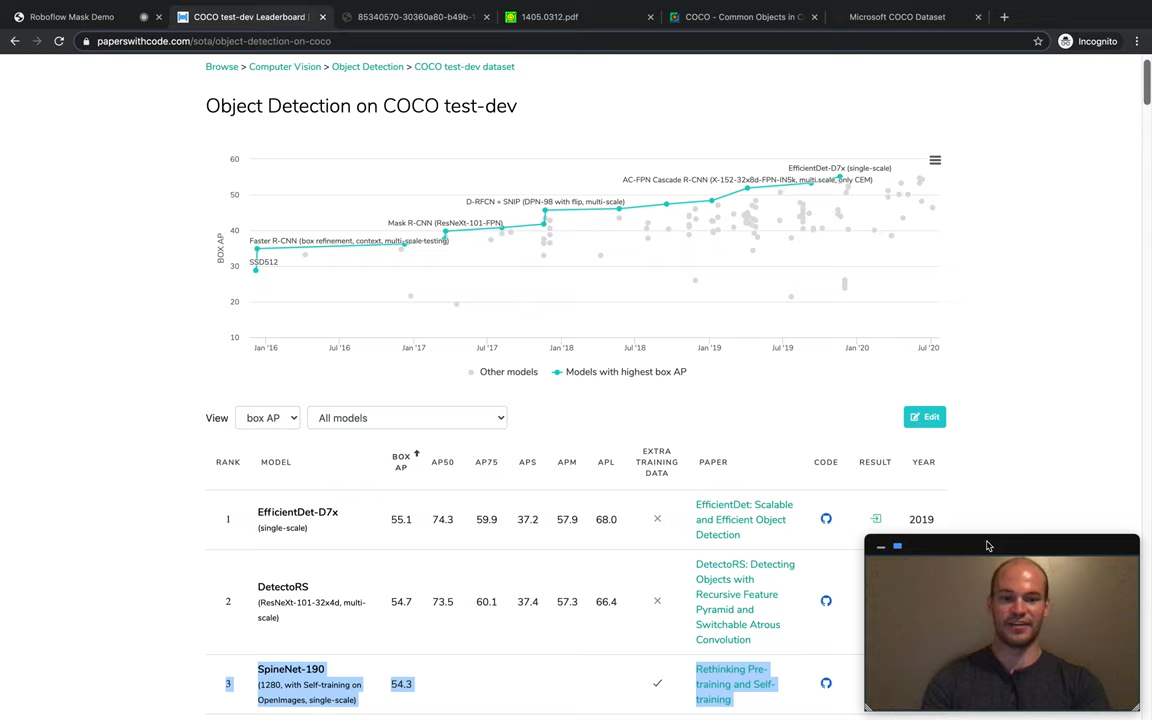 Roboflow Mask Demo
COCO test-dev Leaderboard
85340570-30360a80-b49b-1
1405.0312.pdf
COCO - Common Objects in C
Microsoft COCO Dataset
paperswithcode.com/sota/object-detection-on-coco
Incognito
Browse > Computer Vision > Object Detection > COCO test-dev dataset
Object Detection on COCO test-dev
BOX AP
60
50
40
30
20
10
EfficientDet-D7x (single-scale)
AC-FPN Cascade R-CNN (X-152-32x8d-FPN-IN5k, multi scale, only CEM)
D-RFCN + SNIP (DPN-98 with flip, multi-scale)
Mask R-CNN (ResNeXt-101-FPN)
Faster R-CNN (box refinement, context, multi-scale testing)
SSD512
Jan '16 Jul '16 Jan '17 Jul '17 Jan '18 Jul '18 Jan '19 Jul '19 Jan '20 Jul '20
Other models Models with highest box AP
View box AP All models Edit
RANK MODEL BOX AP AP50 AP75 APS APM APL EXTRA TRAINING DATA PAPER CODE RESULT YEAR
1 EfficientDet-D7x 55.1 74.3 59.9 37.2 57.9 68.0 2019
(single-scale)
EfficientDet: Scalable
and Efficient Object
Detection
2 DetectoRS 54.7 73.5 60.1 37.4 57.3 66.4
(ResNeXt-101-32x4d, multi-
scale)
DetectoRS: Detecting
Objects with
Recursive Feature
Pyramid and
Switchable Atrous
Convolution
3 SpineNet-190 54.3
(1280, with Self-training on
OpenImages, single-scale)
Rethinking Pre-
training and Self-
training